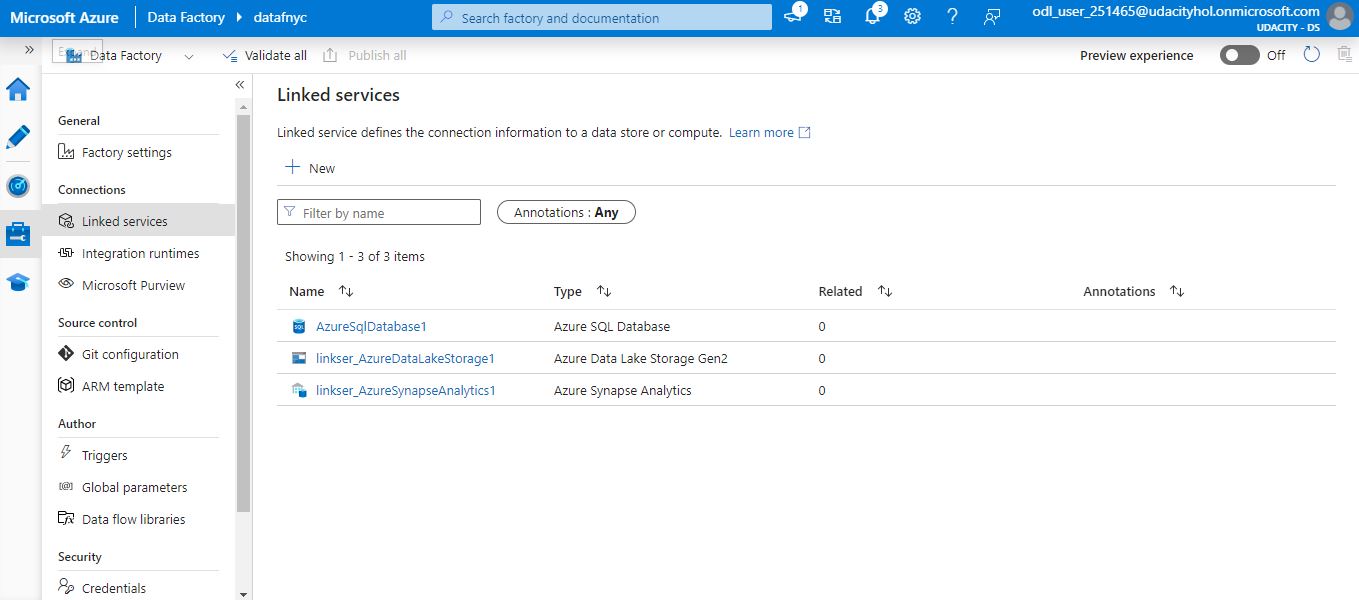 Microsoft Azure Data Factory datafnyc Search factory and documentation 1 3 odl_user_251465@udacityhol.onmicrosoft.com
UDACITY - DS
Data Factory Validate all Publish all Preview experience Off
General
Factory settings
Connections
Linked services
Integration runtimes
Microsoft Purview
Source control
Git configuration
ARM template
Author
Triggers
Global parameters
Data flow libraries
Security
Credentials
Linked services
Linked service defines the connection information to a data store or compute. Learn more
New
Filter by name Annotations : Any
Showing 1 - 3 of 3 items
Name Type Related Annotations
AzureSqlDatabase1 Azure SQL Database 0
linkser_AzureDataLakeStorage1 Azure Data Lake Storage Gen2 0
linkser_AzureSynapseAnalytics1 Azure Synapse Analytics 0